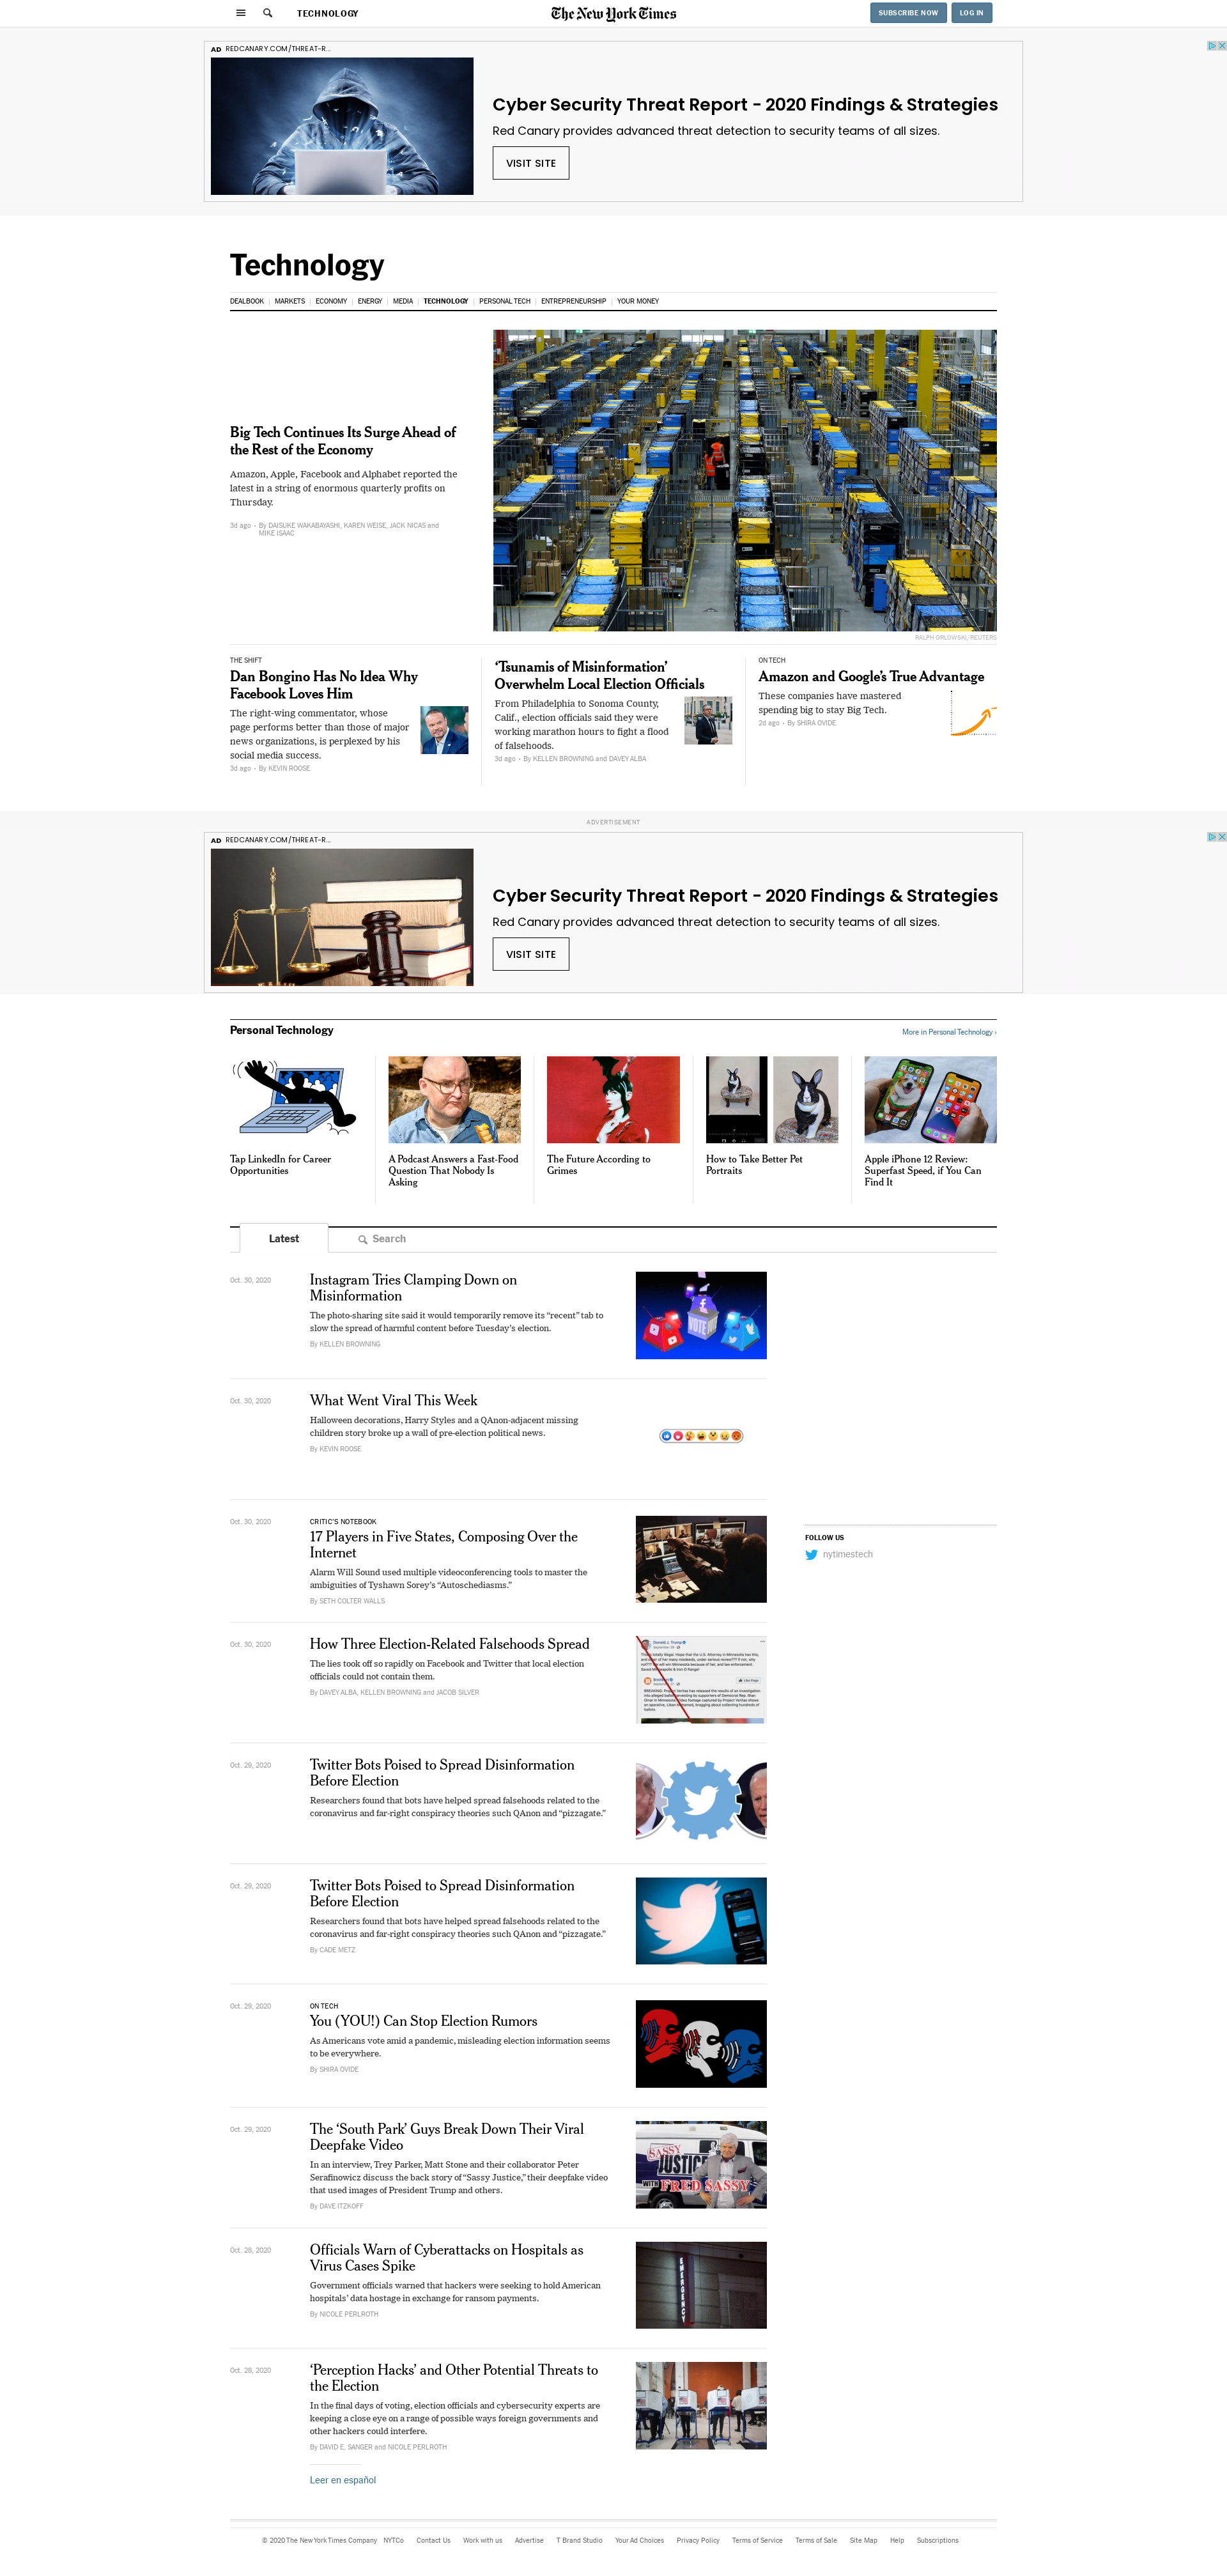 TECHNOLOGY
The New York Times
SUBSCRIBE NOW
LOG IN
AD REDCANARY.COM/THREAT-R...
Cyber Security Threat Report - 2020 Findings & Strategies
Red Canary provides advanced threat detection to security teams of all sizes.
VISIT SITE
Technology
DEALBOOK | MARKETS | ECONOMY | ENERGY | MEDIA | TECHNOLOGY | PERSONAL TECH | ENTREPRENEURSHIP | YOUR MONEY
Big Tech Continues Its Surge Ahead of
the Rest of the Economy
Amazon, Apple, Facebook and Alphabet reported the
latest in a string of enormous quarterly profits on
Thursday.
3d ago • By DAISUKE WAKABAYASHI, KAREN WEISE, JACK NICAS and
MIKE ISAAC
RALPH ORLOWSAI/REUTERS
THE SHIFT
Dan Bongino Has No Idea Why
Facebook Loves Him
The right-wing commentator, whose
page performs better than those of major
news organizations, is perplexed by his
social media success.
3d ago • By KEVIN ROOSE
‘Tsunamis of Misinformation’
Overwhelm Local Election Officials
From Philadelphia to Sonoma County,
Calif., election officials said they were
working marathon hours to fight a flood
of falsehoods.
3d ago • By KELLEN BROWNING and DAVEY ALBA
ON TECH
Amazon and Google’s True Advantage
These companies have mastered
spending big to stay Big Tech.
2d ago • By SHIRA OVIDE
ADVERTISEMENT
AD REDCANARY.COM/THREAT-R...
Cyber Security Threat Report - 2020 Findings & Strategies
Red Canary provides advanced threat detection to security teams of all sizes.
VISIT SITE
Personal Technology
More in Personal Technology ›
Tap LinkedIn for Career
Opportunities
A Podcast Answers a Fast-Food
Question That Nobody Is
Asking
The Future According to
Grimes
How to Take Better Pet
Portraits
Apple iPhone 12 Review:
Superfast Speed, if You Can
Find It
Latest
Search
Oct. 30, 2020
Instagram Tries Clamping Down on
Misinformation
The photo-sharing site said it would temporarily remove its “recent” tab to
slow the spread of harmful content before Tuesday’s election.
By KELLEN BROWNING
VOTE
Oct. 30, 2020
What Went Viral This Week
Halloween decorations, Harry Styles and a QAnon-adjacent missing
children story broke up a wall of pre-election political news.
By KEVIN ROOSE
Oct. 30, 2020
CRITIC’S NOTEBOOK
17 Players in Five States, Composing Over the
Internet
Alarm Will Sound used multiple videoconferencing tools to master the
ambiguities of Tyshawn Sorey’s “Autoschediasms.”
By SETH COLTER WALLS
FOLLOW US
nytimestech
Oct. 30, 2020
How Three Election-Related Falsehoods Spread
The lies took off so rapidly on Facebook and Twitter that local election
officials could not contain them.
By DAVEY ALBA, KELLEN BROWNING and JACOB SILVER
Donald J. Trump
Oct. 29, 2020
Twitter Bots Poised to Spread Disinformation
Before Election
Researchers found that bots have helped spread falsehoods related to the
coronavirus and far-right conspiracy theories such QAnon and “pizzagate.”
Oct. 29, 2020
Twitter Bots Poised to Spread Disinformation
Before Election
Researchers found that bots have helped spread falsehoods related to the
coronavirus and far-right conspiracy theories such QAnon and “pizzagate.”
By CADE METZ
Oct. 29, 2020
ON TECH
You (YOU!) Can Stop Election Rumors
As Americans vote amid a pandemic, misleading election information seems
to be everywhere.
By SHIRA OVIDE
Oct. 29, 2020
The ‘South Park’ Guys Break Down Their Viral
Deepfake Video
In an interview, Trey Parker, Matt Stone and their collaborator Peter
Serafinowicz discuss the back story of “Sassy Justice,” their deepfake video
that used images of President Trump and others.
By DAVE ITZKOFF
SASSY
JUSTICE
WITH FRED SASSY
Oct. 28, 2020
Officials Warn of Cyberattacks on Hospitals as
Virus Cases Spike
Government officials warned that hackers were seeking to hold American
hospitals’ data hostage in exchange for ransom payments.
By NICOLE PERLROTH
EMERGENCY
Oct. 28, 2020
‘Perception Hacks’ and Other Potential Threats to
the Election
In the final days of voting, election officials and cybersecurity experts are
keeping a close eye on a range of possible ways foreign governments and
other hackers could interfere.
By DAVID E. SANGER and NICOLE PERLROTH
Leer en español
© 2020 The New York Times Company NYTCo Contact Us Work with us Advertise T Brand Studio Your Ad Choices Privacy Policy Terms of Service Terms of Sale Site Map Help Subscriptions